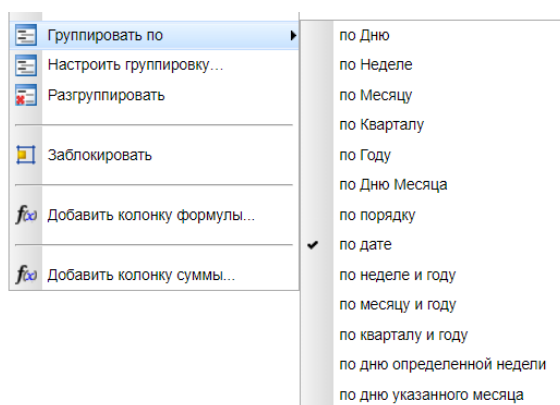 Группировать по
Настроить группировку...
Разгруппировать
Заблокировать
f(x) Добавить колонку формулы...
f(x) Добавить колонку суммы...
по Дню
по Неделе
по Месяцу
по Кварталу
по Году
по Дню Месяца
по порядку
по дате
по неделе и году
по месяцу и году
по кварталу и году
по дню определенной недели
по дню указанного месяца